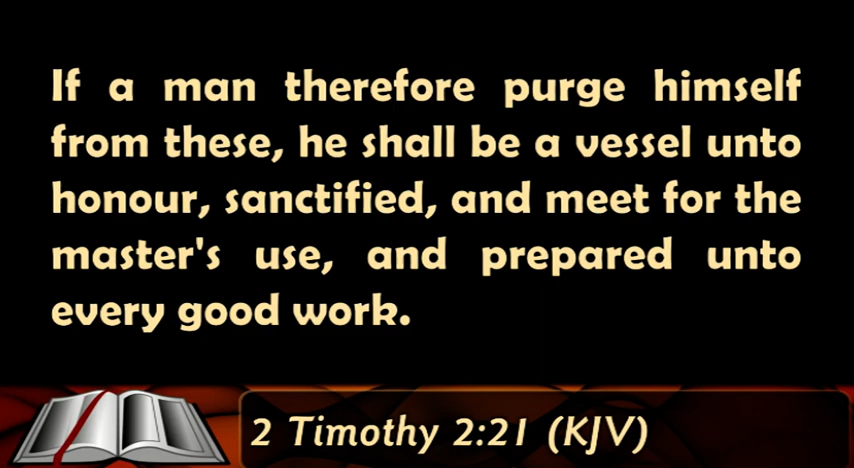 If a man therefore purge himself
from these, he shall be a vessel unto
honour, sanctified, and meet for the
master's use, and prepared unto
every good work.
2 Timothy 2:21 (KJV)